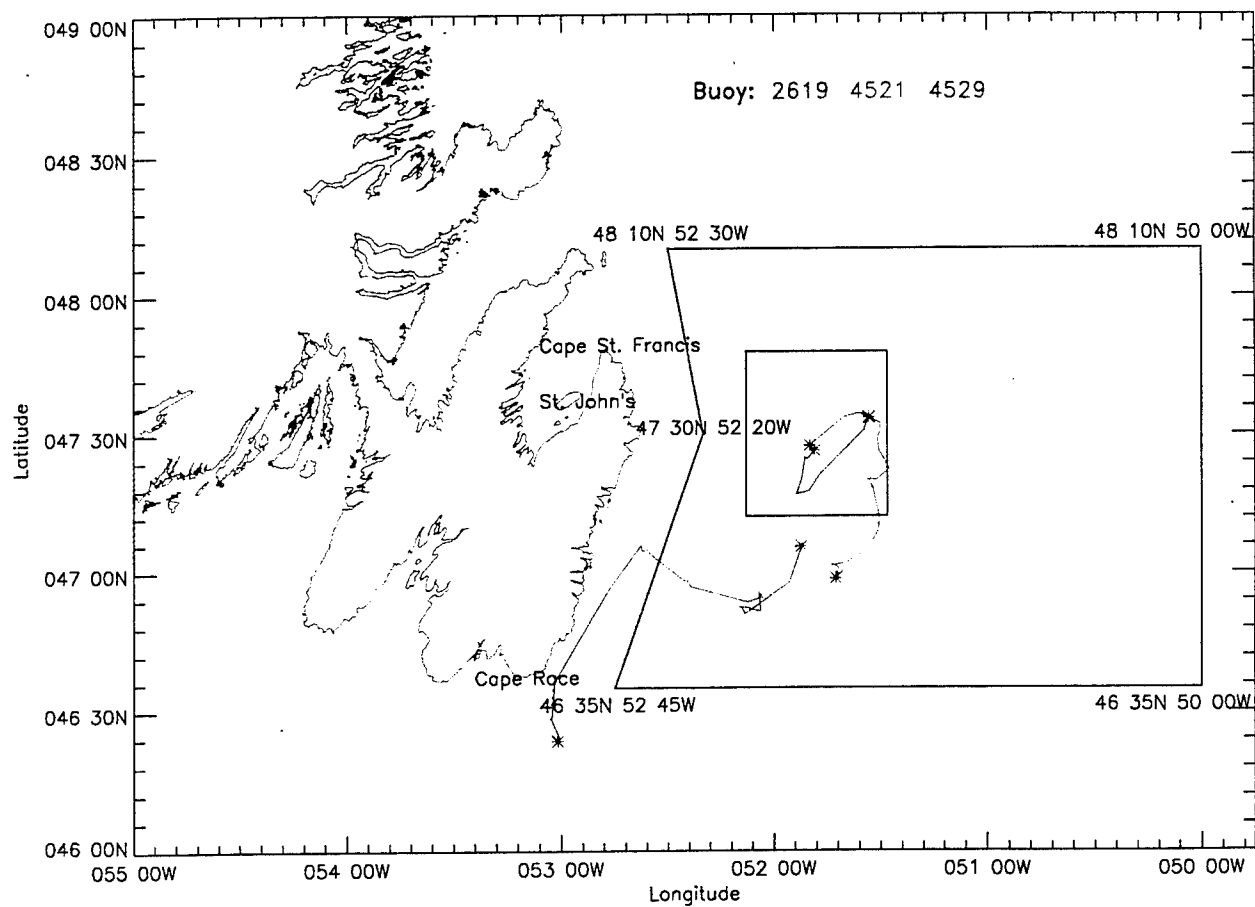 049 00N
Buoy: 2619 4521 4529
048 30N
48 10N 52 30W
48 10N 50 00W
048 00N
Cape St. Francis
St. John's
47 30N 52 20W
047 30N
Latitude
047 00N
Cape Race
46 35N 52 45W
46 35N 50 00W
046 30N
046 00N
055 00W
054 00W
053 00W
052 00W
051 00W
050 00W
Longitude